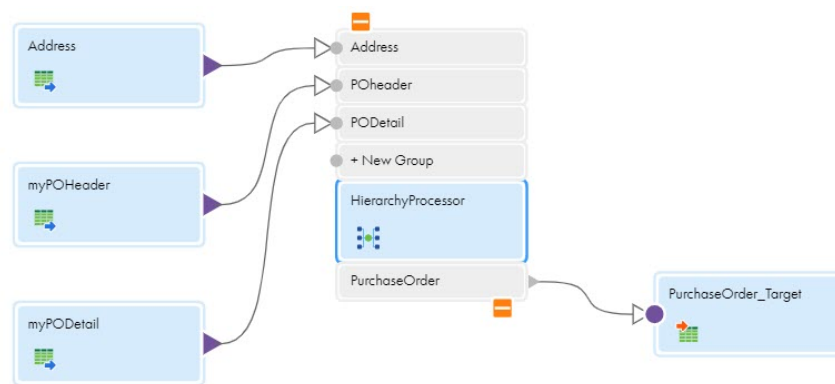 Address
myPOHeader
myPODetail
Address
POheader
PODetail
+ New Group
HierarchyProcessor
PurchaseOrder
PurchaseOrder_Target